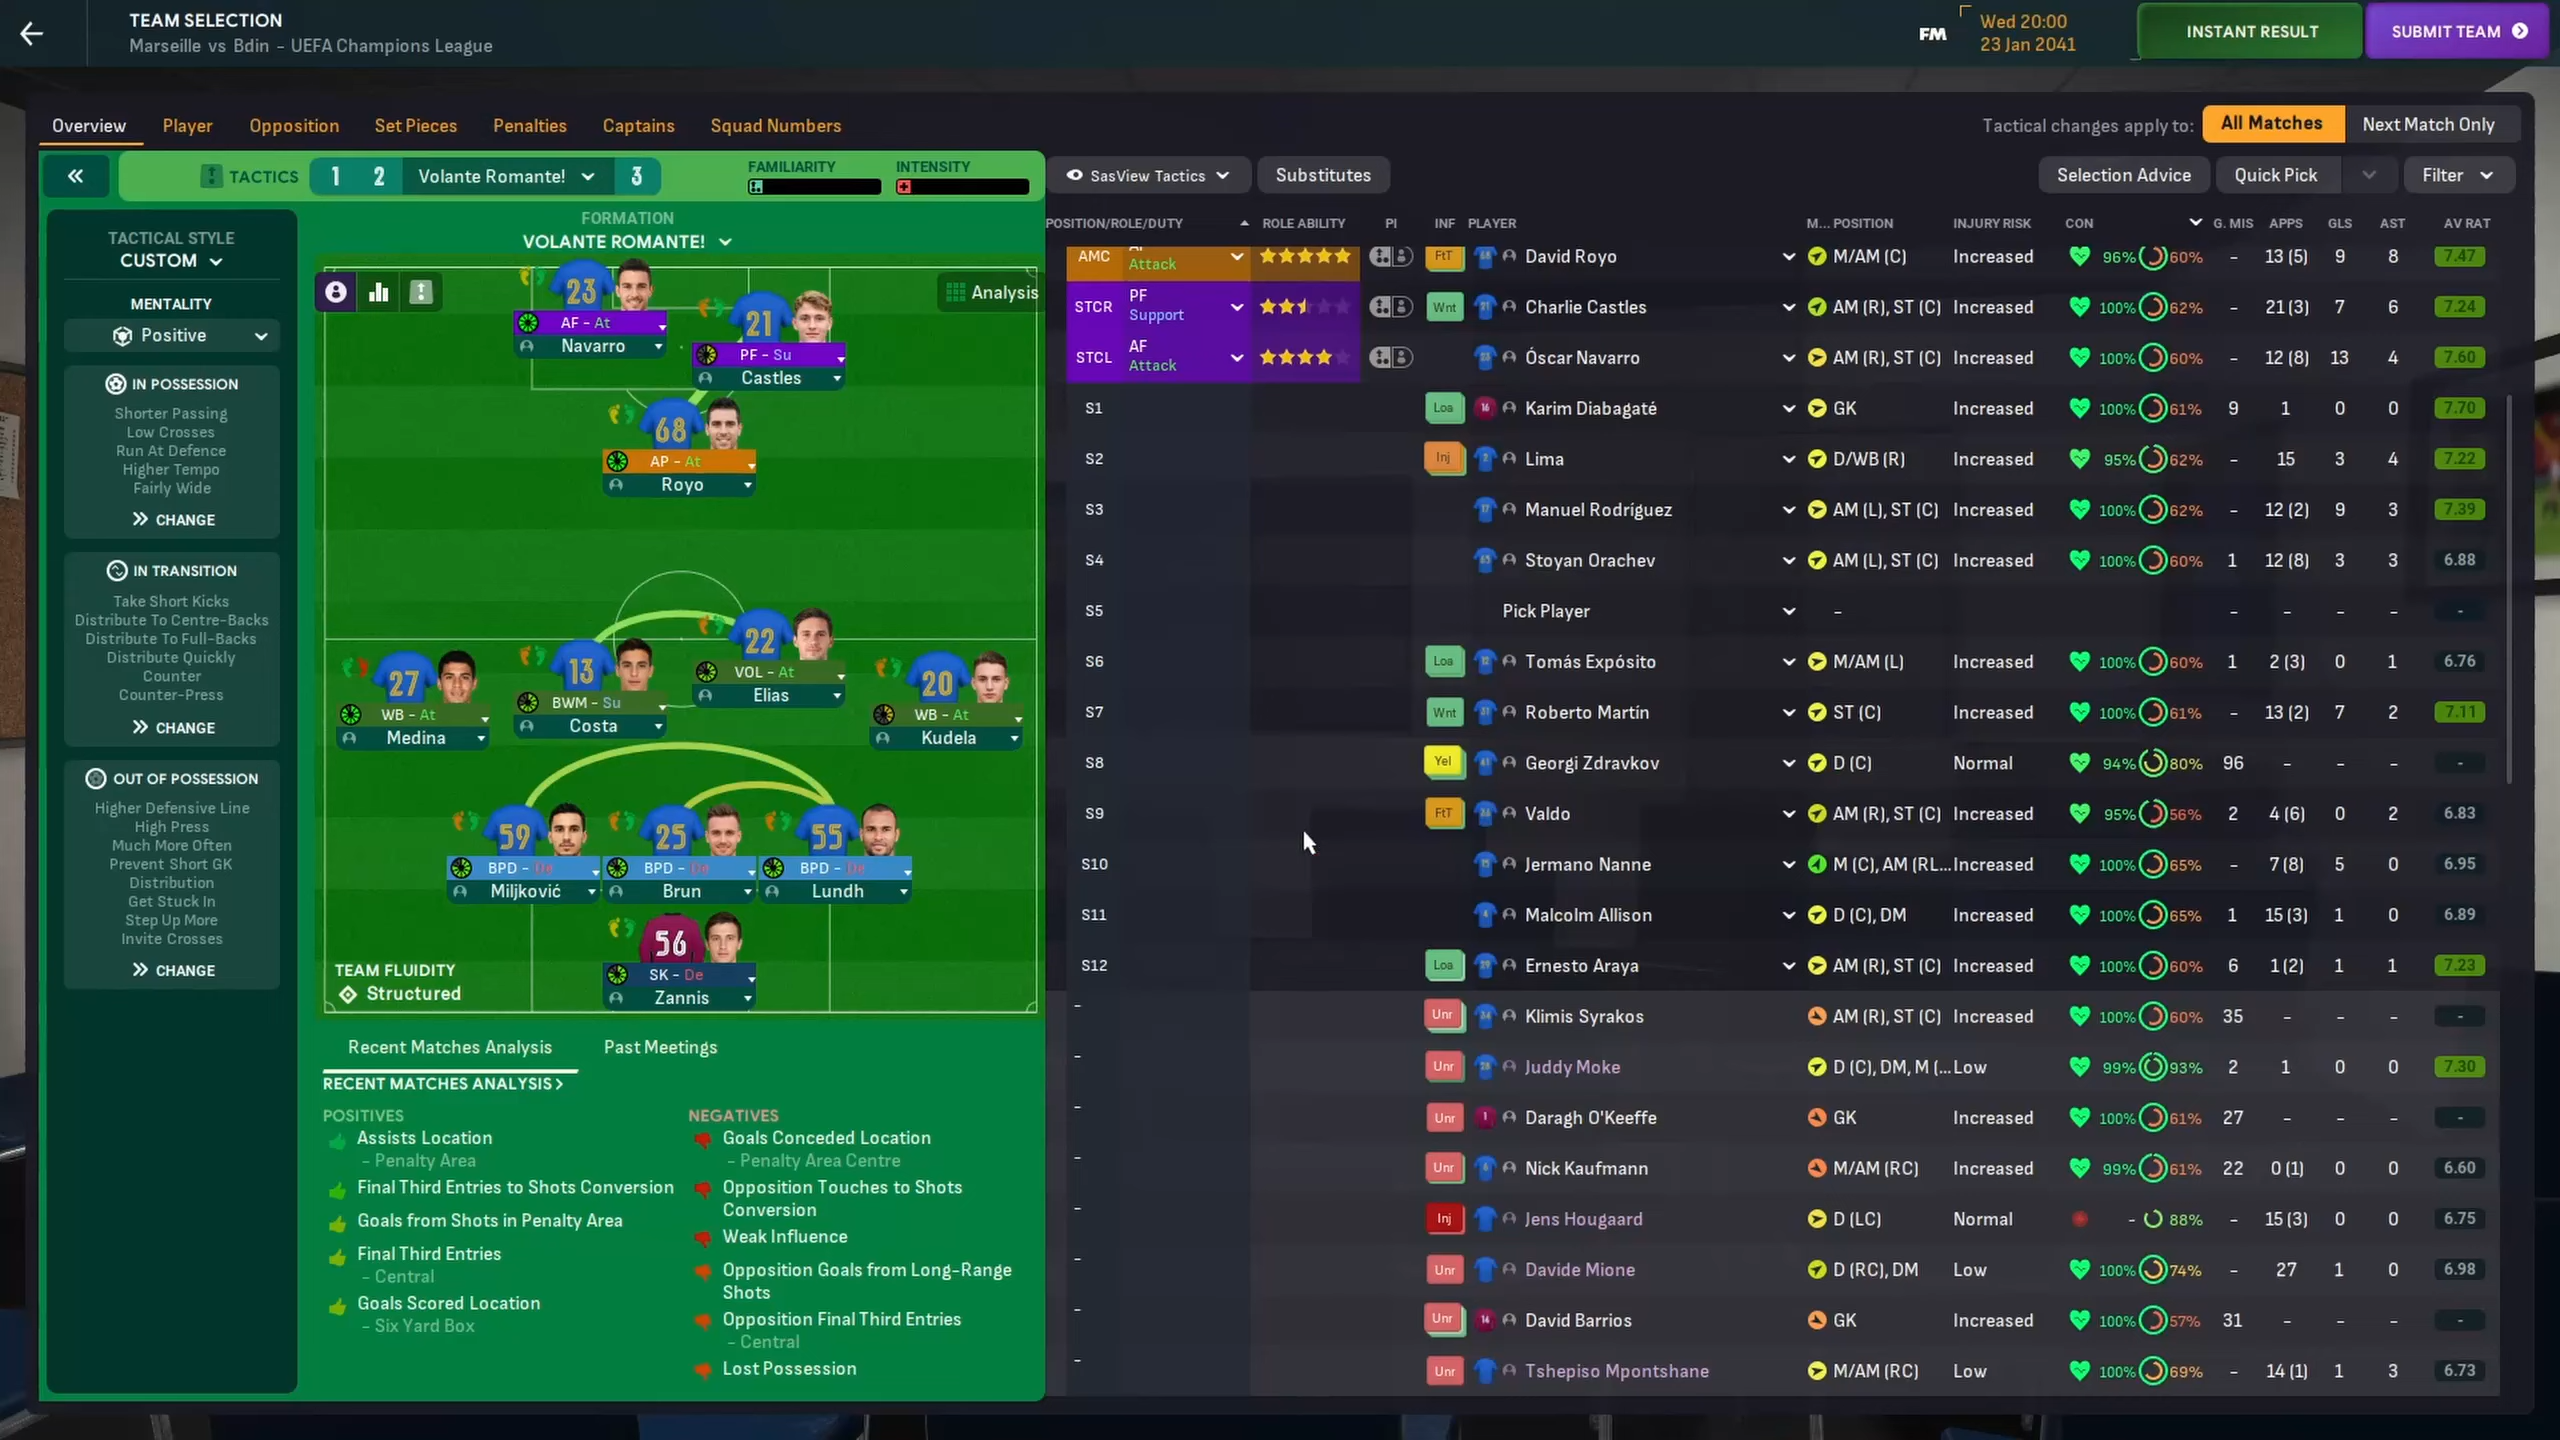 TEAM SELECTION
Marseille vs Bdin - UEFA Champions League
FM
Wed 20:00
23 Jan 2041
INSTANT RESULT
SUBMIT TEAM
Overview Player Opposition Set Pieces Penalties Captains Squad Numbers
Tactical changes apply to: All Matches Next Match Only
TACTICS 1 2 Volante Romante! 3
FAMILIARITY INTENSITY
SasView Tactics Substitutes Selection Advice Quick Pick Filter
TACTICAL STYLE
CUSTOM
MENTALITY
Positive
IN POSSESSION
Shorter Passing
Low Crosses
Run At Defence
Higher Tempo
Fairly Wide
CHANGE
IN TRANSITION
Take Short Kicks
Distribute To Centre-Backs
Distribute To Full-Backs
Distribute Quickly
Counter
Counter-Press
CHANGE
OUT OF POSSESSION
Higher Defensive Line
High Press
Much More Often
Prevent Short GK
Distribution
Get Stuck In
Step Up More
Invite Crosses
CHANGE
FORMATION
VOLANTE ROMANTE!
Analysis
23
AF - At
Navarro
21
PF - Su
Castles
68
AP - At
Royo
27
WB - At
Medina
13
BWM - Su
Costa
22
VOL - At
Elias
20
WB - At
Kudela
59
BPD - De
Miljković
25
BPD - De
Brun
55
BPD - De
Lundh
56
SK - De
Zannis
TEAM FLUIDITY
Structured
Recent Matches Analysis Past Meetings
RECENT MATCHES ANALYSIS >
POSITIVES
Assists Location
- Penalty Area
Final Third Entries to Shots Conversion
Goals from Shots in Penalty Area
Final Third Entries
- Central
Goals Scored Location
- Six Yard Box
NEGATIVES
Goals Conceded Location
- Penalty Area Centre
Opposition Touches to Shots
Conversion
Weak Influence
Opposition Goals from Long-Range
Shots
Opposition Final Third Entries
- Central
Lost Possession
POSITION/ROLE/DUTY ROLE ABILITY PI INF PLAYER M... POSITION INJURY RISK CON G. MIS APPS GLS AST AV RAT
AMC Attack FtT David Royo M/AM (C) Increased 96% 60% - 13 (5) 9 8 7.47
STCR PF Support Wnt Charlie Castles AM (R), ST (C) Increased 100% 62% - 21 (3) 7 6 7.24
STCL AF Attack Óscar Navarro AM (R), ST (C) Increased 100% 60% - 12 (8) 13 4 7.60
S1 Loa 16 Karim Diabagaté GK Increased 100% 61% 9 1 0 0 7.70
S2 Inj Lima D/WB (R) Increased 95% 62% - 15 3 4 7.22
S3 Manuel Rodríguez AM (L), ST (C) Increased 100% 62% - 12 (2) 9 3 7.39
S4 Stoyan Orachev AM (L), ST (C) Increased 100% 60% 1 12 (8) 3 3 6.88
S5 Pick Player - - - - - -
S6 Loa Tomás Expósito M/AM (L) Increased 100% 60% 1 2 (3) 0 1 6.76
S7 Wnt Roberto Martín ST (C) Increased 100% 61% - 13 (2) 7 2 7.11
S8 Yel Georgi Zdravkov D (C) Normal 94% 80% 96 - - - -
S9 FtT Valdo AM (R), ST (C) Increased 95% 56% 2 4 (6) 0 2 6.83
S10 Jermano Nanne M (C), AM (RL... Increased 100% 65% - 7 (8) 5 0 6.95
S11 Malcolm Allison D (C), DM Increased 100% 65% 1 15 (3) 1 0 6.89
S12 Loa Ernesto Araya AM (R), ST (C) Increased 100% 60% 6 1 (2) 1 1 7.23
- Unr Klimis Syrakos AM (R), ST (C) Increased 100% 60% 35 - - - -
- Unr Juddy Moke D (C), DM, M (... Low 99% 93% 2 1 0 0 7.30
- Unr 1 Daragh O'Keeffe GK Increased 100% 61% 27 - - - -
- Unr Nick Kaufmann M/AM (RC) Increased 99% 61% 22 0 (1) 0 0 6.60
- Inj Jens Hougaard D (LC) Normal - 88% - 15 (3) 0 0 6.75
- Unr Davide Mione D (RC), DM Low 100% 74% - 27 1 0 6.98
- Unr 14 David Barrios GK Increased 100% 57% 31 - - - -
- Unr Tshepiso Mpontshane M/AM (RC) Low 100% 69% - 14 (1) 1 3 6.73